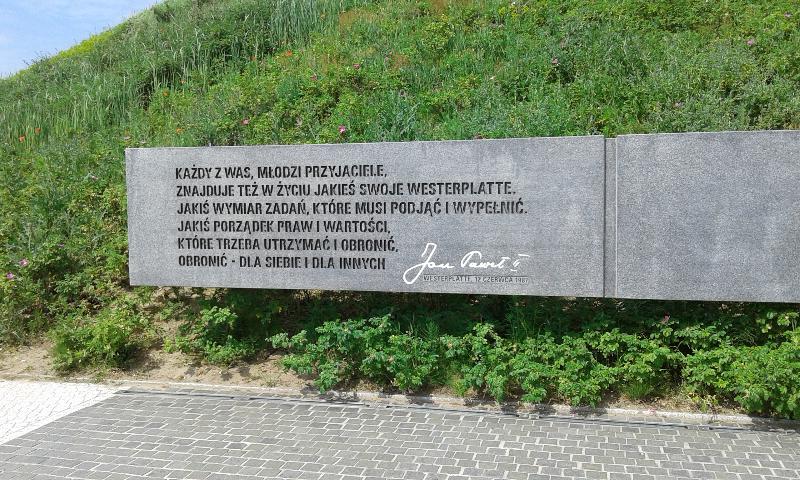 KAŻDY Z WAS, MŁODZI PRZYJACIELE,
ZNAJDUJE TEŻ W ŻYCIU JAKIEŚ SWOJE WESTERPLATTE.
JAKIŚ WYMIAR ZADAŃ, KTÓRE MUSI PODJĄĆ I WYPEŁNIĆ.
JAKIŚ PORZĄDEK PRAW I WARTOŚCI,
KTÓRE TRZEBA UTRZYMAĆ I OBRONIĆ.
OBRONIĆ - DLA SIEBIE I DLA INNYCH
Jan Paweł II
WESTERPLATTE, 12 CZERWCA 1987